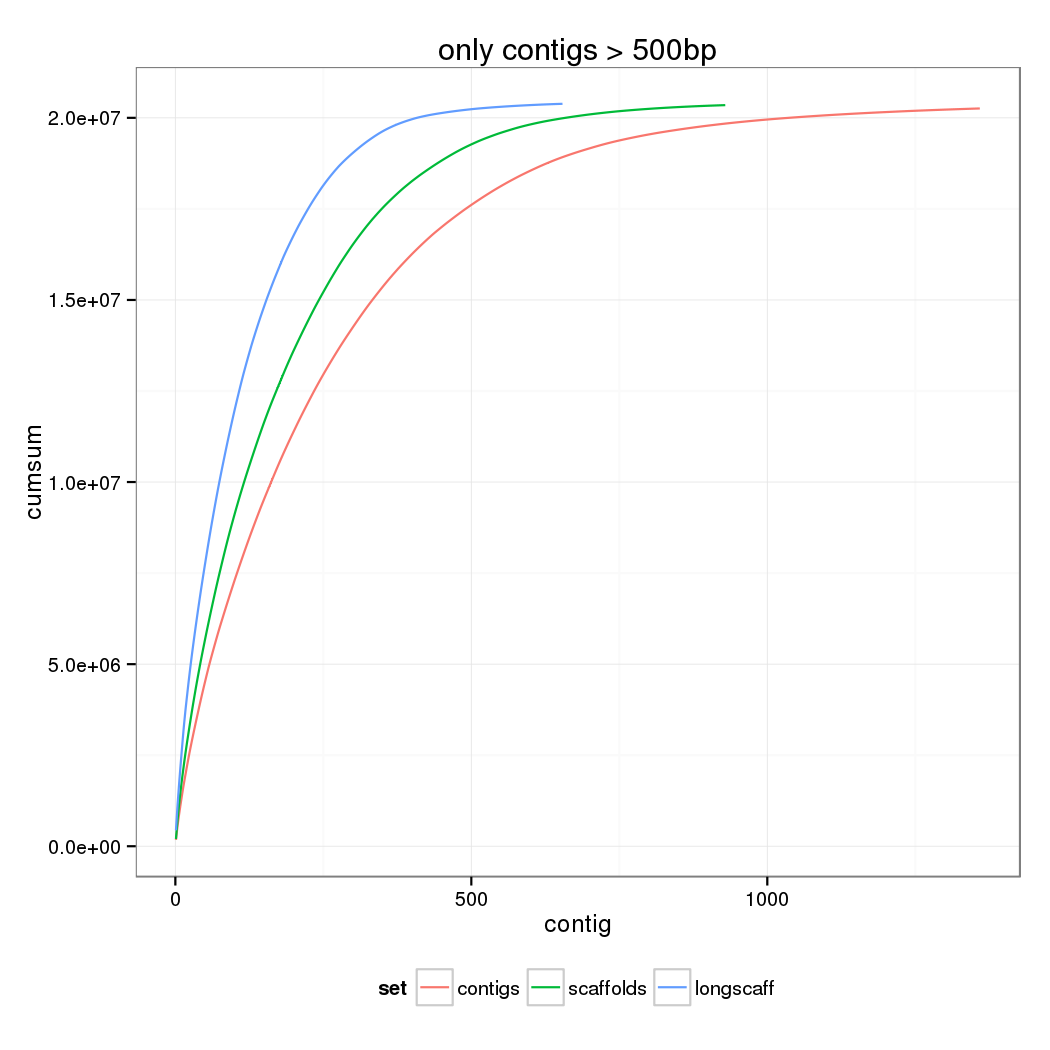 only contigs > 500bp
cumsum
2.0e+07
1.5e+07
1.0e+07
5.0e+06
0.0e+00
0 500 1000
contig
set contigs scaffolds longscaff